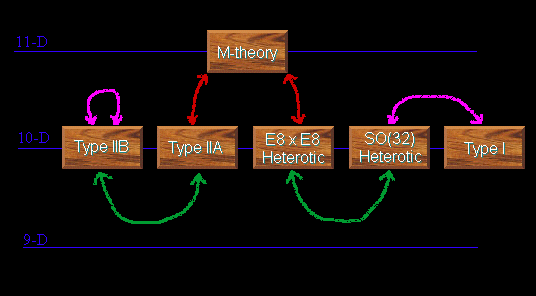 11-D
M-theory
10-D
Type IIB
Type IIA
E8 x E8
Heterotic
SO(32)
Heterotic
Type I
9-D